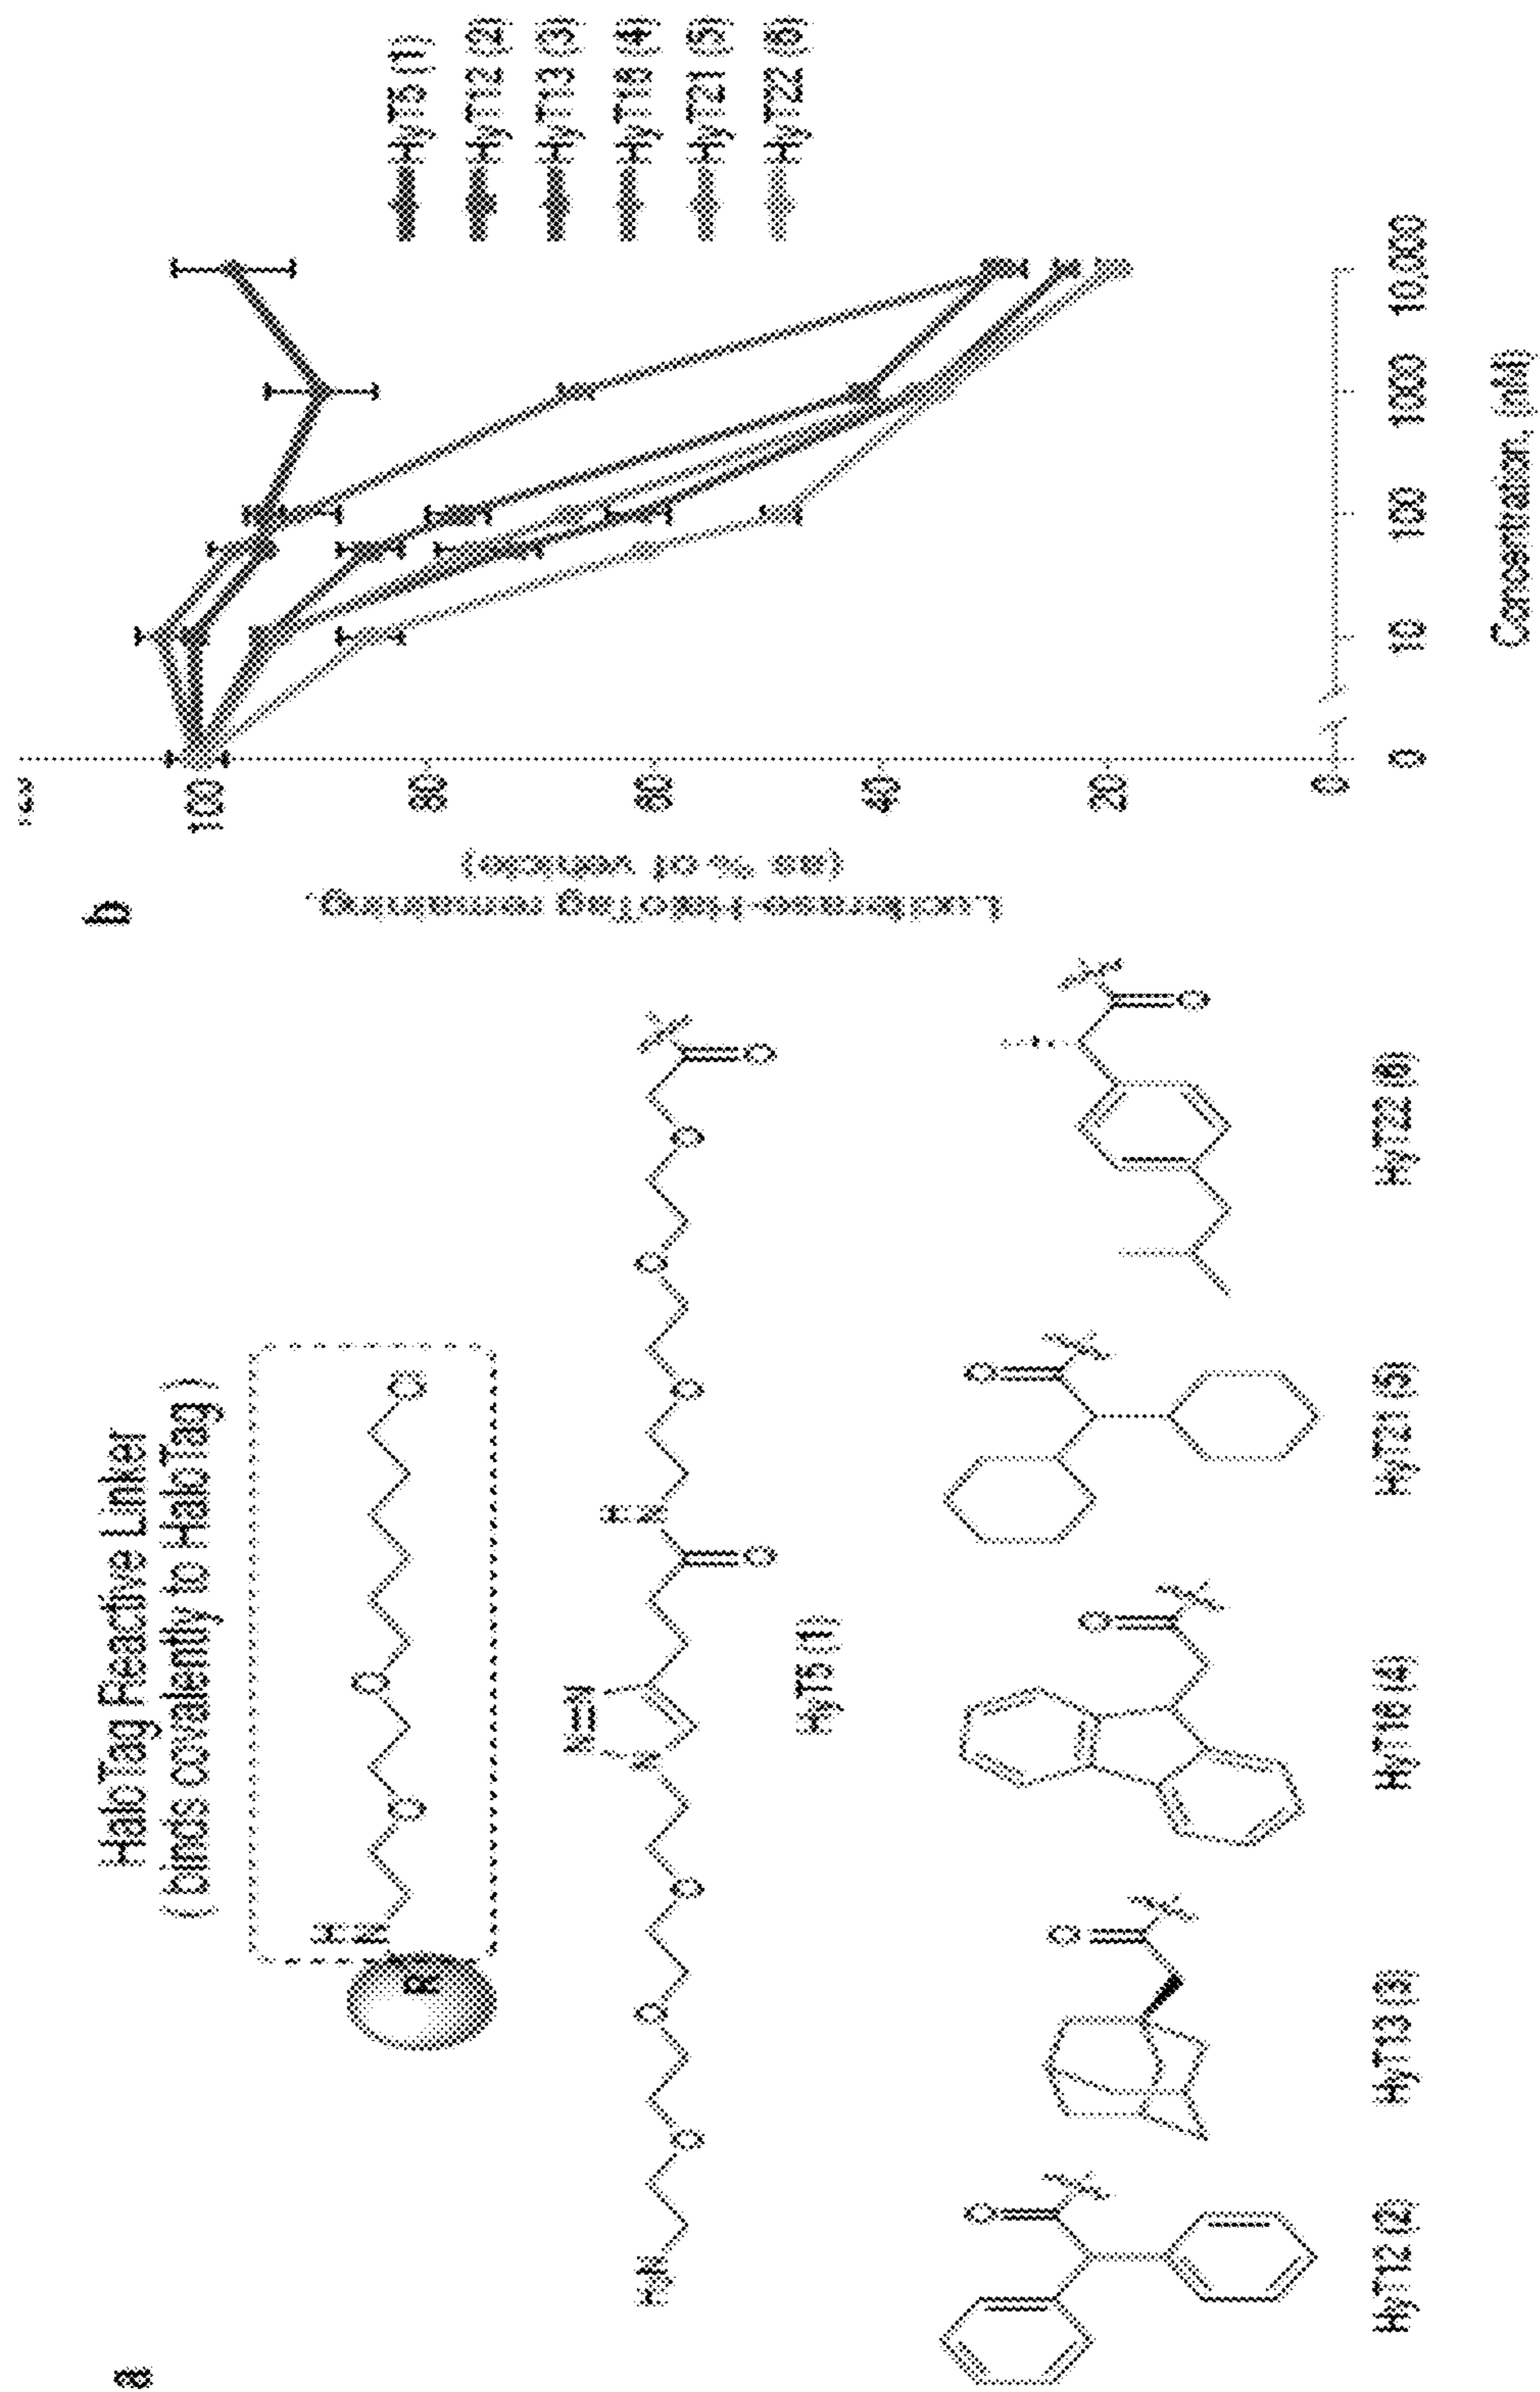 a
HaloTag Reactive Linker
( binds covalently to HaloTag )
R
H
N
O
O
Cl
H₂N
O
O
O
N
N=N
O
H
N
O
O
O
O
HyT5 (1)
O
O
O
O
O
HyT12 (2)
HyT13 (3)
HyT16 (4)
HyT21 (5)
HyT22 (6)
b
Luciferase-HaloTag remaining
(as % of vehicle)
100
80
60
40
20
0
0
10
100
1000
10,000
Concentration, (nM)
HyT5 (1)
HyT12 (2)
HyT13 (3)
HyT16 (4)
HyT21 (5)
HyT22 (6)